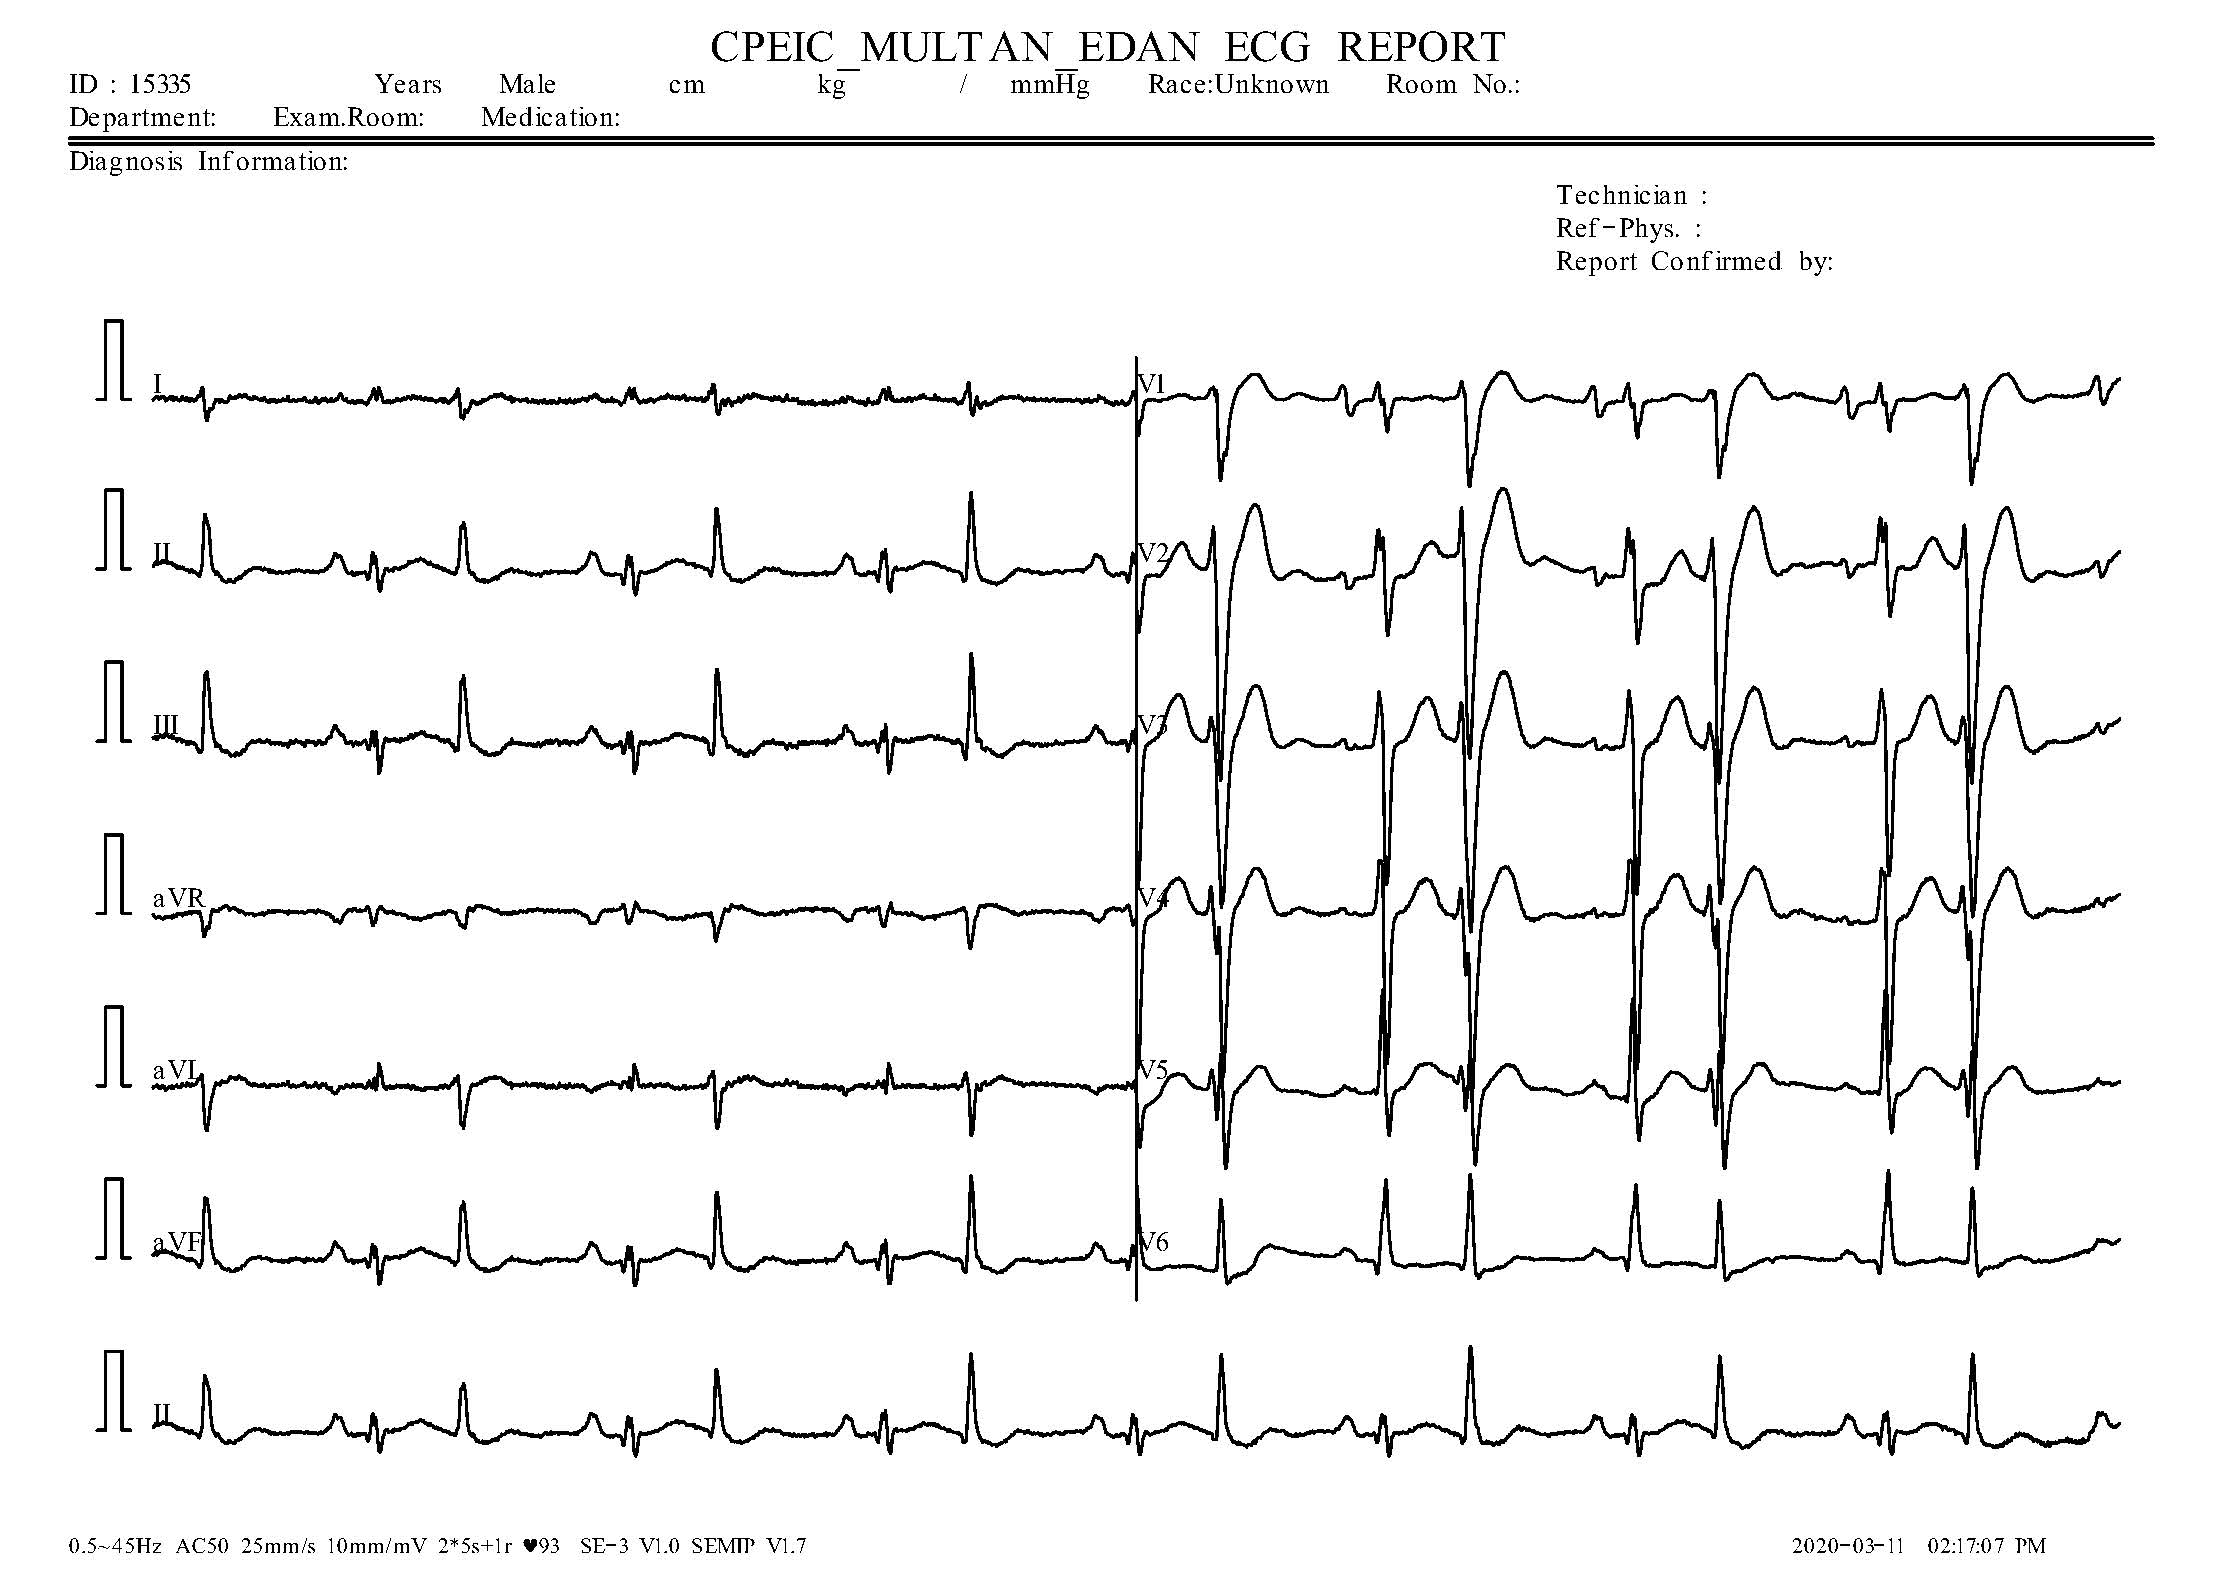 CPEIC_MULTAN_EDAN ECG REPORT
ID : 15335 Years Male cm kg / mmHg Race:Unknown Room No.:
Department: Exam.Room: Medication:
Diagnosis Information:
Technician :
Ref-Phys. :
Report Confirmed by:
I V1
II V2
III V3
aVR V4
aVL V5
aVF V6
II
0.5~45Hz AC50 25mm/s 10mm/mV 2*5s+1r ♥93 SE-3 V1.0 SEMIP V1.7 2020-03-11 02:17:07 PM